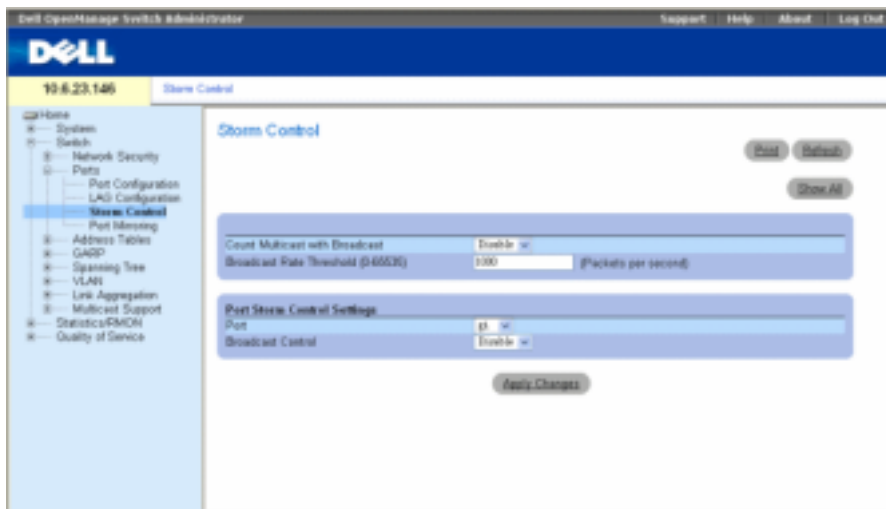 Dell OpenManage Switch Administrator
Support Help About Log Out
DELL
10.6.23.146
Storm Control
Home
System
Switch
Network Security
Ports
Port Configuration
LAG Configuration
Storm Control
Port Mirroring
Address Tables
GARP
Spanning Tree
VLAN
Link Aggregation
Multicast Support
Statistics/RMON
Quality of Service
Storm Control
Print Refresh
Show All
Count Multicast with Broadcast Disable
Broadcast Rate Threshold (0-65535) (Packets per second)
Port Storm Control Settings
Port
Broadcast Control Disable
Apply Changes